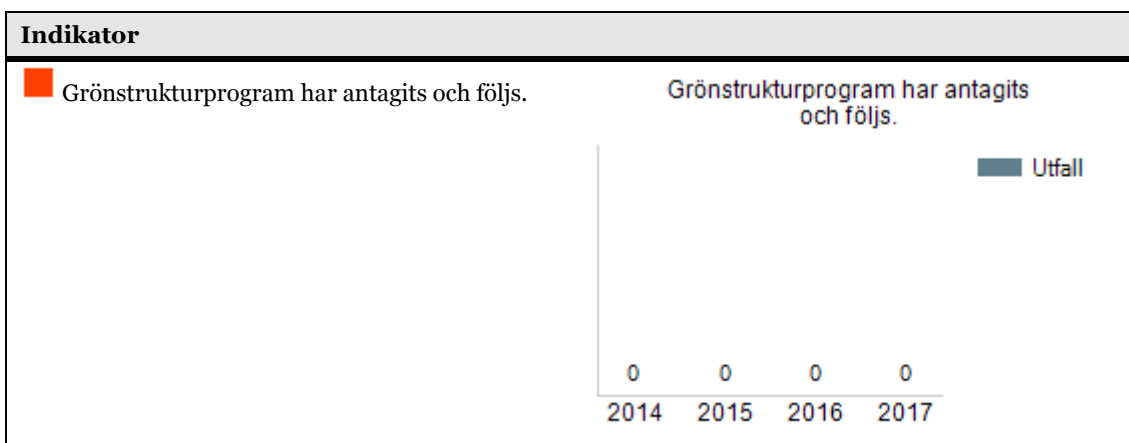 Indikator
Grönstrukturprogram har antagits och följs.
Grönstrukturprogram har antagits
och följs.
Utfall
0 0 0 0
2014 2015 2016 2017